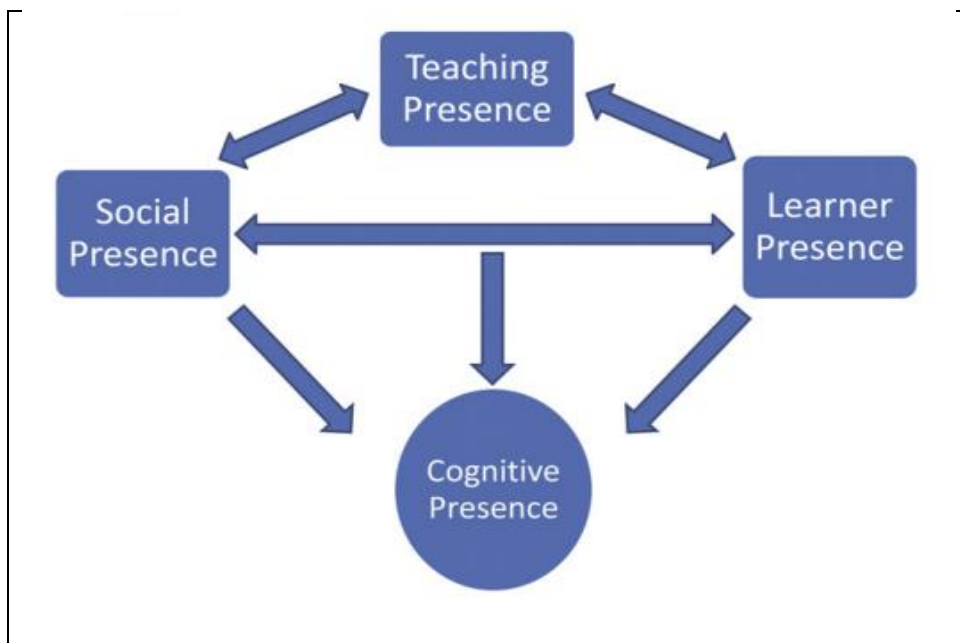 Teaching
Presence
Social
Presence
Learner
Presence
Cognitive
Presence